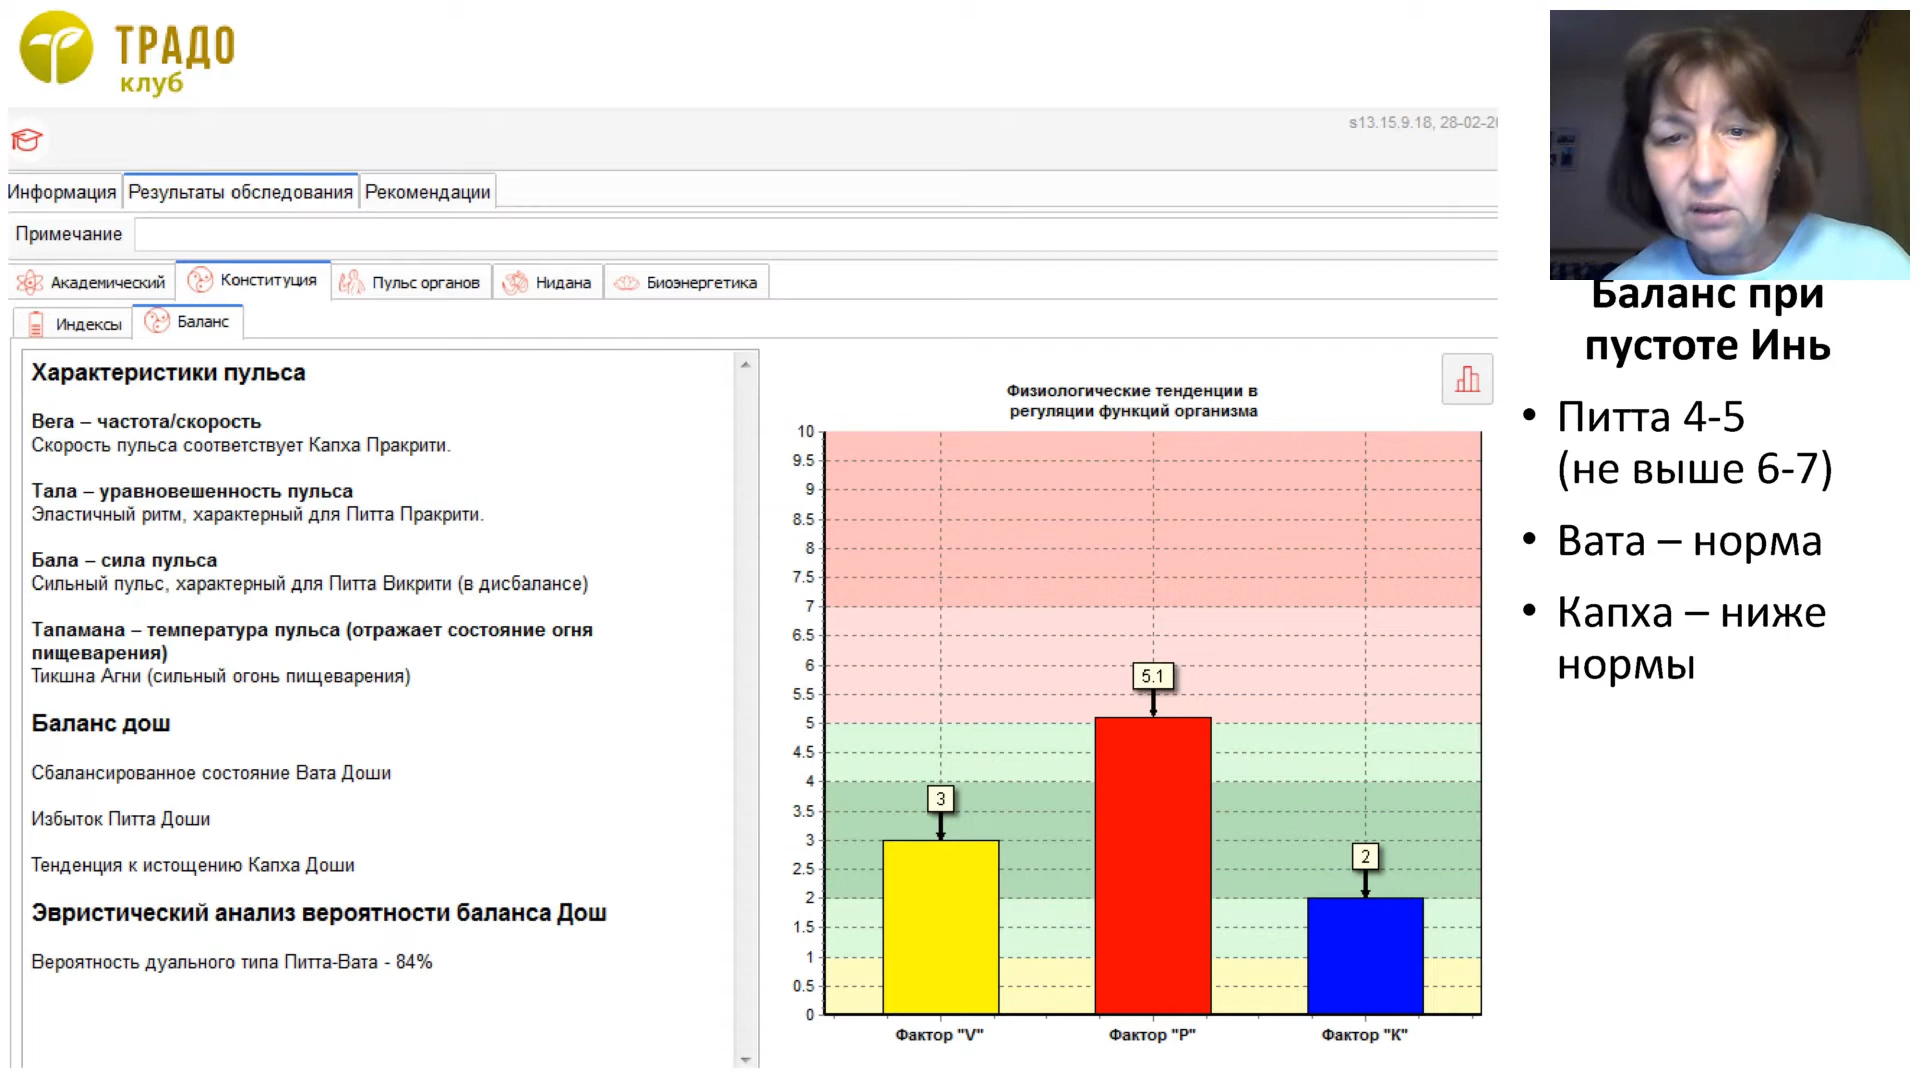 ТРАДО
клуб
s13.15.9.18, 28-02-20
Информация
Результаты обследования
Рекомендации
Примечание
Академический
Конституция
Пульс органов
Нидана
Биоэнергетика
Индексы
Баланс
Характеристики пульса
Вега – частота/скорость
Скорость пульса соответствует Капха Пракрити.
Тала – уравновешенность пульса
Эластичный ритм, характерный для Питта Пракрити.
Бала – сила пульса
Сильный пульс, характерный для Питта Викрити (в дисбалансе)
Тапамана – температура пульса (отражает состояние огня
пищеварения)
Тикшна Агни (сильный огонь пищеварения)
Баланс дош
Сбалансированное состояние Вата Доши
Избыток Питта Доши
Тенденция к истощению Капха Доши
Эвристический анализ вероятности баланса Дош
Вероятность дуального типа Питта-Вата - 84%
Физиологические тенденции в
регуляции функций организма
10
9.5
9
8.5
8
7.5
7
6.5
6
5.5
5
4.5
4
3.5
3
2.5
2
1.5
1
0.5
0
3
5.1
2
Фактор "V"
Фактор "P"
Фактор "K"
Баланс при
пустоте Инь
• Питта 4-5
(не выше 6-7)
• Вата – норма
• Капха – ниже
нормы